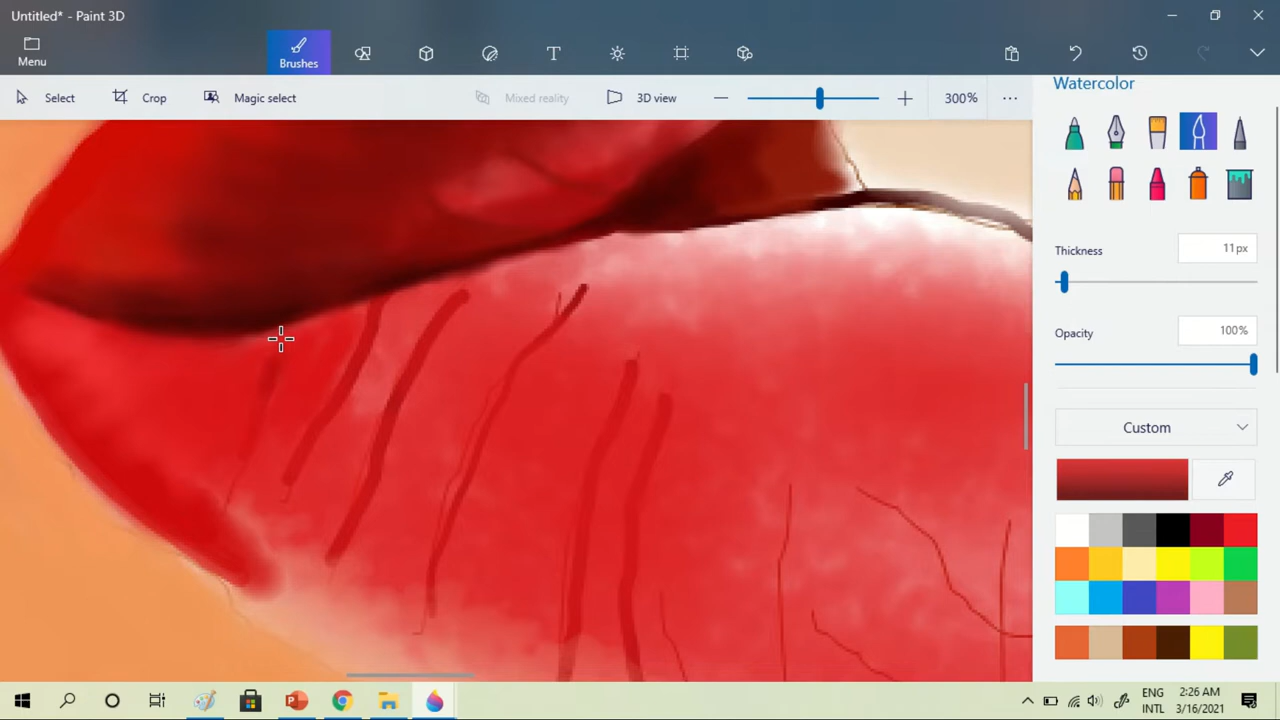 Untitled* - Paint 3D
Menu
Brushes
Select
Crop
Magic select
Mixed reality
3D view
300%
Watercolor
Thickness
11px
Opacity
100%
Custom
ENG
INTL
2:26 AM
3/16/2021